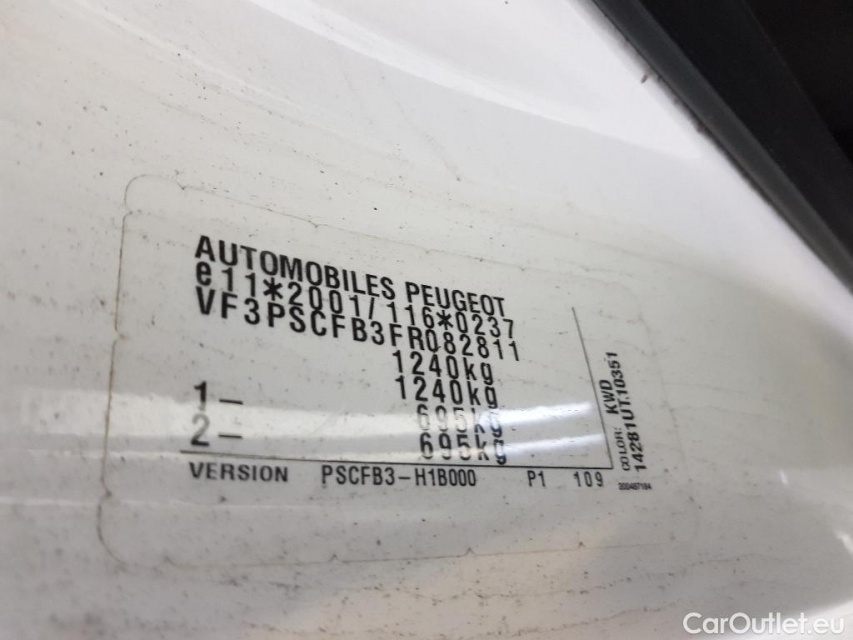 AUTOMOBILES PEUGEOT
e11*2001/116*0237
VF3PSCFB3FR082811
1240kg
1240kg
1- 695kg
2- 695kg
VERSION PSCFB3-H1B000 P1 109
COLOR: KWD
14281UT.10351
CarOutlet.eu